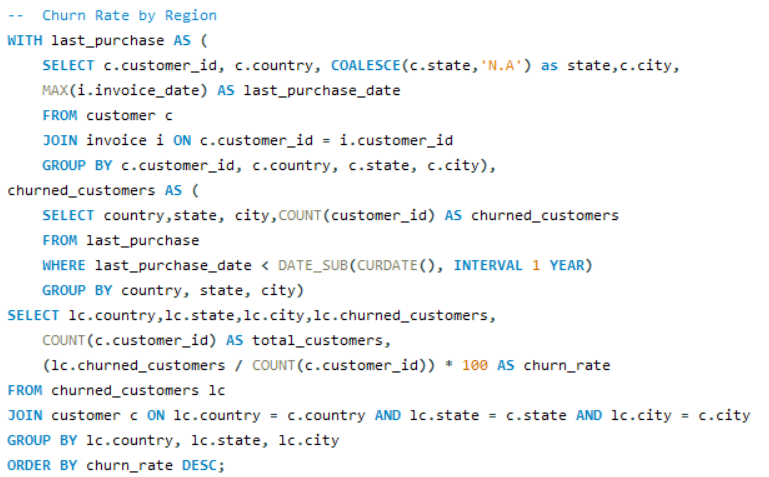 --  Churn Rate by Region
WITH last_purchase AS (
    SELECT c.customer_id, c.country, COALESCE(c.state,'N.A') as state,c.city,
    MAX(i.invoice_date) AS last_purchase_date
    FROM customer c
    JOIN invoice i ON c.customer_id = i.customer_id
    GROUP BY c.customer_id, c.country, c.state, c.city),
churned_customers AS (
    SELECT country,state, city,COUNT(customer_id) AS churned_customers
    FROM last_purchase
    WHERE last_purchase_date < DATE_SUB(CURDATE(), INTERVAL 1 YEAR)
    GROUP BY country, state, city)
SELECT lc.country,lc.state,lc.city,lc.churned_customers,
    COUNT(c.customer_id) AS total_customers,
    (lc.churned_customers / COUNT(c.customer_id)) * 100 AS churn_rate
FROM churned_customers lc
JOIN customer c ON lc.country = c.country AND lc.state = c.state AND lc.city = c.city
GROUP BY lc.country, lc.state, lc.city
ORDER BY churn_rate DESC;